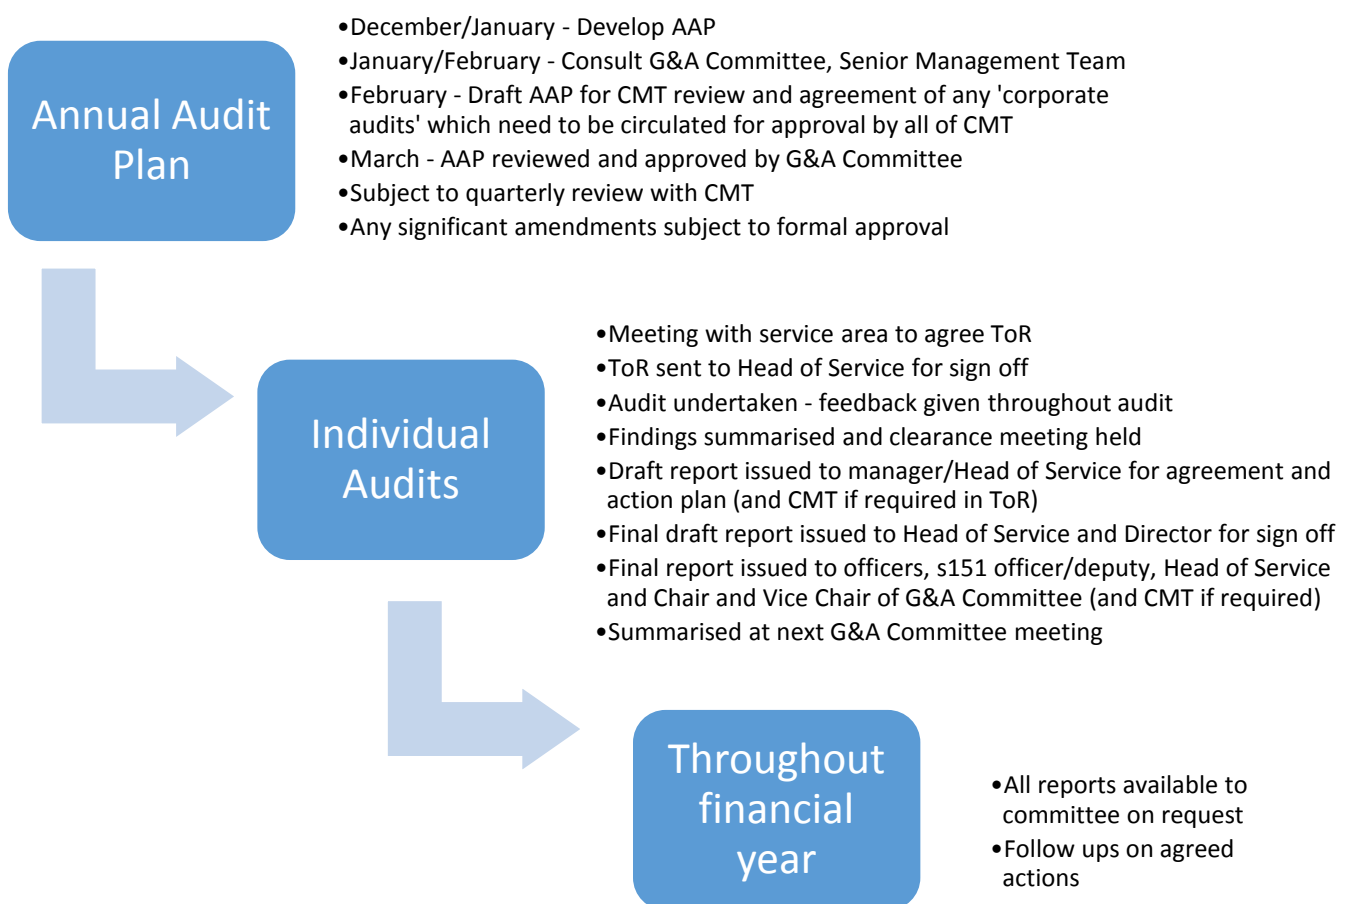 Annual Audit
Plan
•December/January - Develop AAP
•January/February - Consult G&A Committee, Senior Management Team
•February - Draft AAP for CMT review and agreement of any 'corporate
audits' which need to be circulated for approval by all of CMT
•March - AAP reviewed and approved by G&A Committee
•Subject to quarterly review with CMT
•Any significant amendments subject to formal approval
Individual
Audits
•Meeting with service area to agree ToR
•ToR sent to Head of Service for sign off
•Audit undertaken - feedback given throughout audit
•Findings summarised and clearance meeting held
•Draft report issued to manager/Head of Service for agreement and
action plan (and CMT if required in ToR)
•Final draft report issued to Head of Service and Director for sign off
•Final report issued to officers, s151 officer/deputy, Head of Service
and Chair and Vice Chair of G&A Committee (and CMT if required)
•Summarised at next G&A Committee meeting
Throughout
financial
year
•All reports available to
committee on request
•Follow ups on agreed
actions